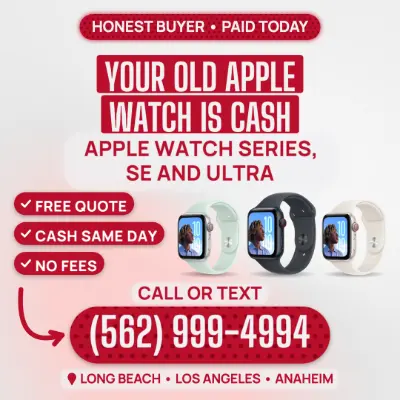 HONEST BUYER • PAID TODAY
YOUR OLD APPLE
WATCH IS CASH
APPLE WATCH SERIES,
SE AND ULTRA
FREE QUOTE
CASH SAME DAY
NO FEES
CALL OR TEXT
(562) 999-4994
LONG BEACH • LOS ANGELES • ANAHEIM